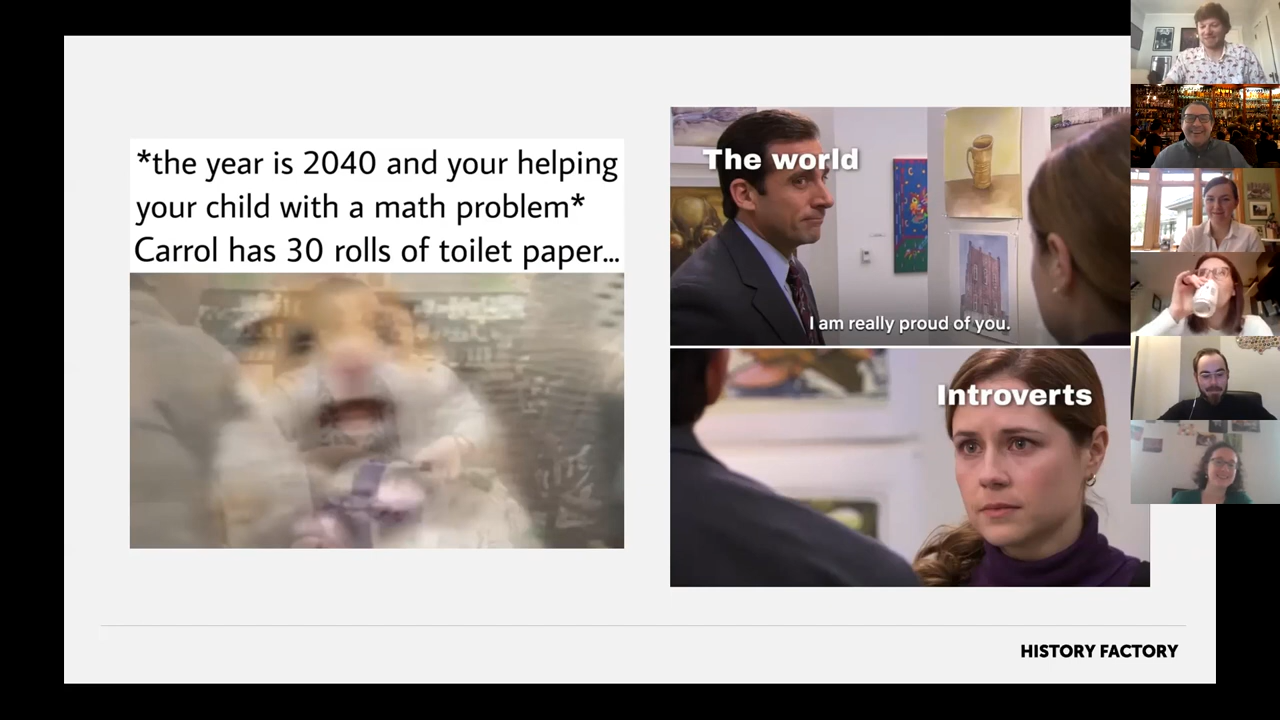 *the year is 2040 and your helping
your child with a math problem*
Carrol has 30 rolls of toilet paper...
The world
I am really proud of you.
Introverts
HISTORY FACTORY